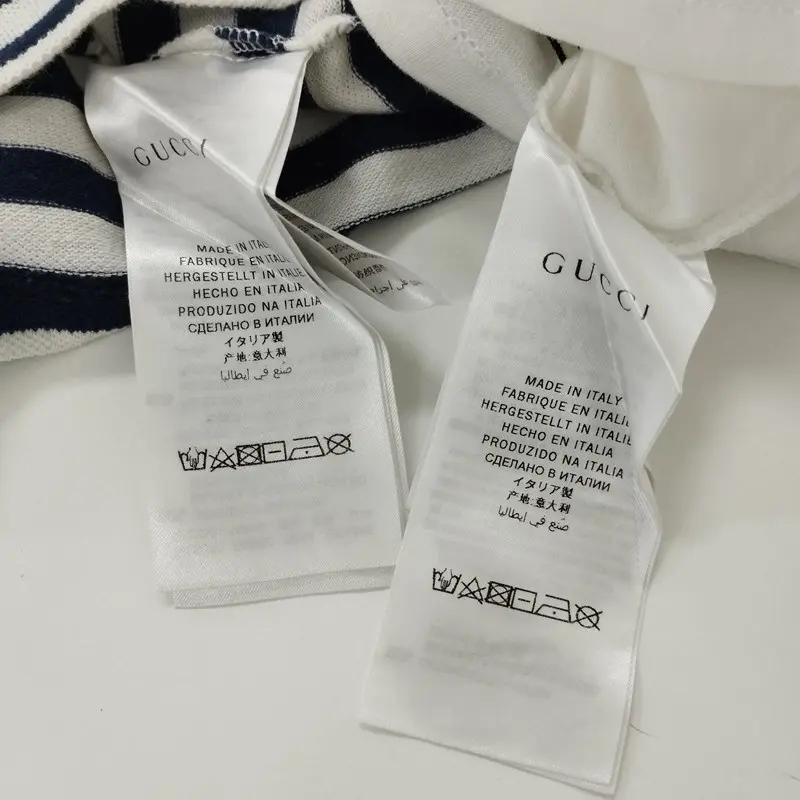 GUCCI
MADE IN ITALY
FABRIQUE EN ITALIE
HERGESTELLT IN ITALIE
HECHO EN ITALIA
PRODUZIDO NA ITALIA
СДЕЛАНО В ИТАЛИИ
イタリア製
产地:意大利
صنع في ايطاليا
GUCCI
MADE IN ITALY
FABRIQUE EN ITALIE
HERGESTELLT IN ITALIE
HECHO EN ITALIA
PRODUZIDO NA ITALIA
СДЕЛАНО В ИТАЛИИ
イタリア製
产地:意大利
صنع في ايطاليا